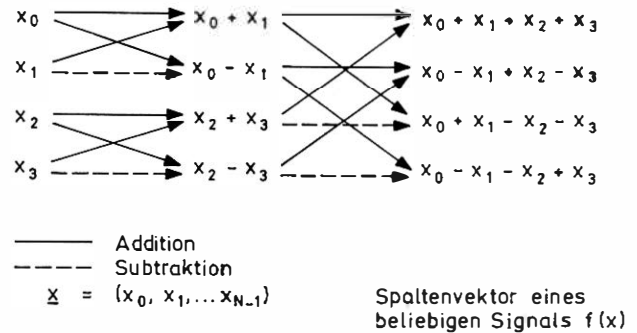 x₀ x₀ + x₁ x₀ + x₁ + x₂ + x₃
x₁ x₀ − x₁ x₀ − x₁ + x₂ − x₃
x₂ x₂ + x₃ x₀ + x₁ − x₂ − x₃
x₃ x₂ − x₃ x₀ − x₁ − x₂ + x₃
Addition
Subtraktion
x = (x₀, x₁,... x_N-1)
Spaltenvektor eines
beliebigen Signals f(x)